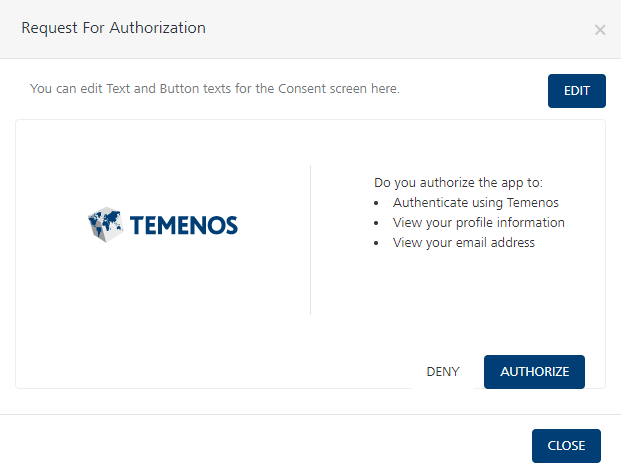 Request For Authorization
You can edit Text and Button texts for the Consent screen here.
EDIT
TEMENOS
Do you authorize the app to:
• Authenticate using Temenos
• View your profile information
• View your email address
DENY
AUTHORIZE
CLOSE